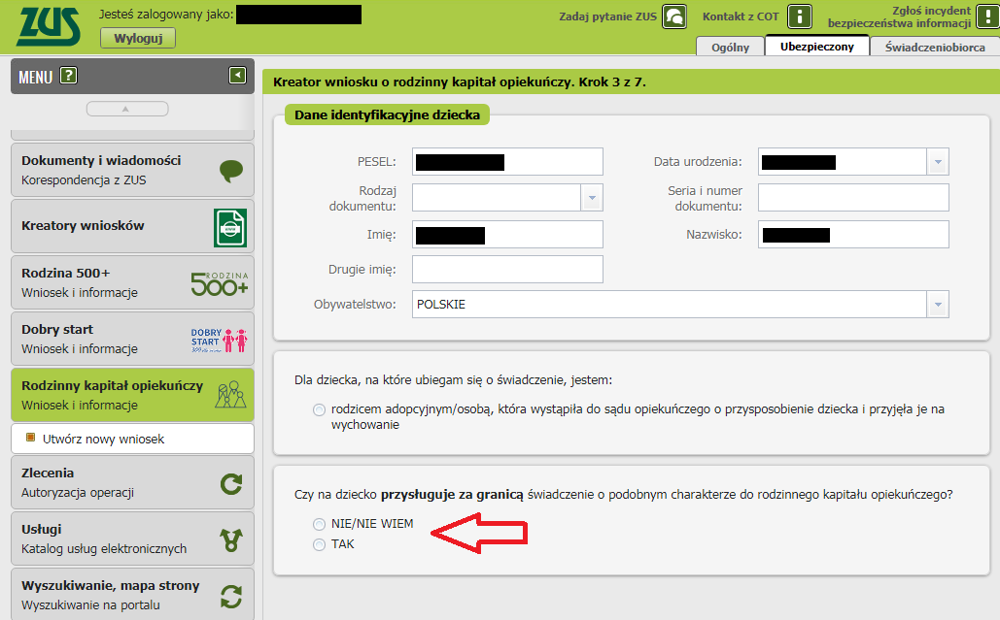 ZUS
Jesteś zalogowany jako:
Wyloguj
Zadaj pytanie ZUS
Kontakt z COT
Zgłoś incydent
bezpieczeństwa informacji
Ogólny
Ubezpieczony
Świadczeniobiorca
MENU ?
Dokumenty i wiadomości
Korespondencja z ZUS
Kreatory wniosków
Rodzina 500+
Wniosek i informacje
RODZINA
500+
Dobry start
Wniosek i informacje
DOBRY
START
Rodzinny kapitał opiekuńczy
Wniosek i informacje
Utwórz nowy wniosek
Zlecenia
Autoryzacja operacji
Usługi
Katalog usług elektronicznych
Wyszukiwanie, mapa strony
Wyszukiwanie na portalu
Kreator wniosku o rodzinny kapitał opiekuńczy. Krok 3 z 7.
Dane identyfikacyjne dziecka
PESEL:
Data urodzenia:
Rodzaj
dokumentu:
Seria i numer
dokumentu:
Imię:
Nazwisko:
Drugie imię:
Obywatelstwo: POLSKIE
Dla dziecka, na które ubiegam się o świadczenie, jestem:
rodzicem adopcyjnym/osobą, która wystąpiła do sądu opiekuńczego o przysposobienie dziecka i przyjęła je na
wychowanie
Czy na dziecko przysługuje za granicą świadczenie o podobnym charakterze do rodzinnego kapitału opiekuńczego?
NIE/NIE WIEM
TAK